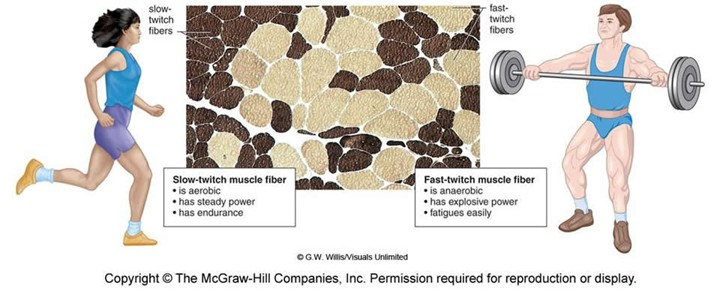 slow-
twitch
fibers
fast-
twitch
fibers
Slow-twitch muscle fiber
• is aerobic
• has steady power
• has endurance
Fast-twitch muscle fiber
• is anaerobic
• has explosive power
• fatigues easily
© G.W. Willis/Visuals Unlimited
Copyright © The McGraw-Hill Companies, Inc. Permission required for reproduction or display.